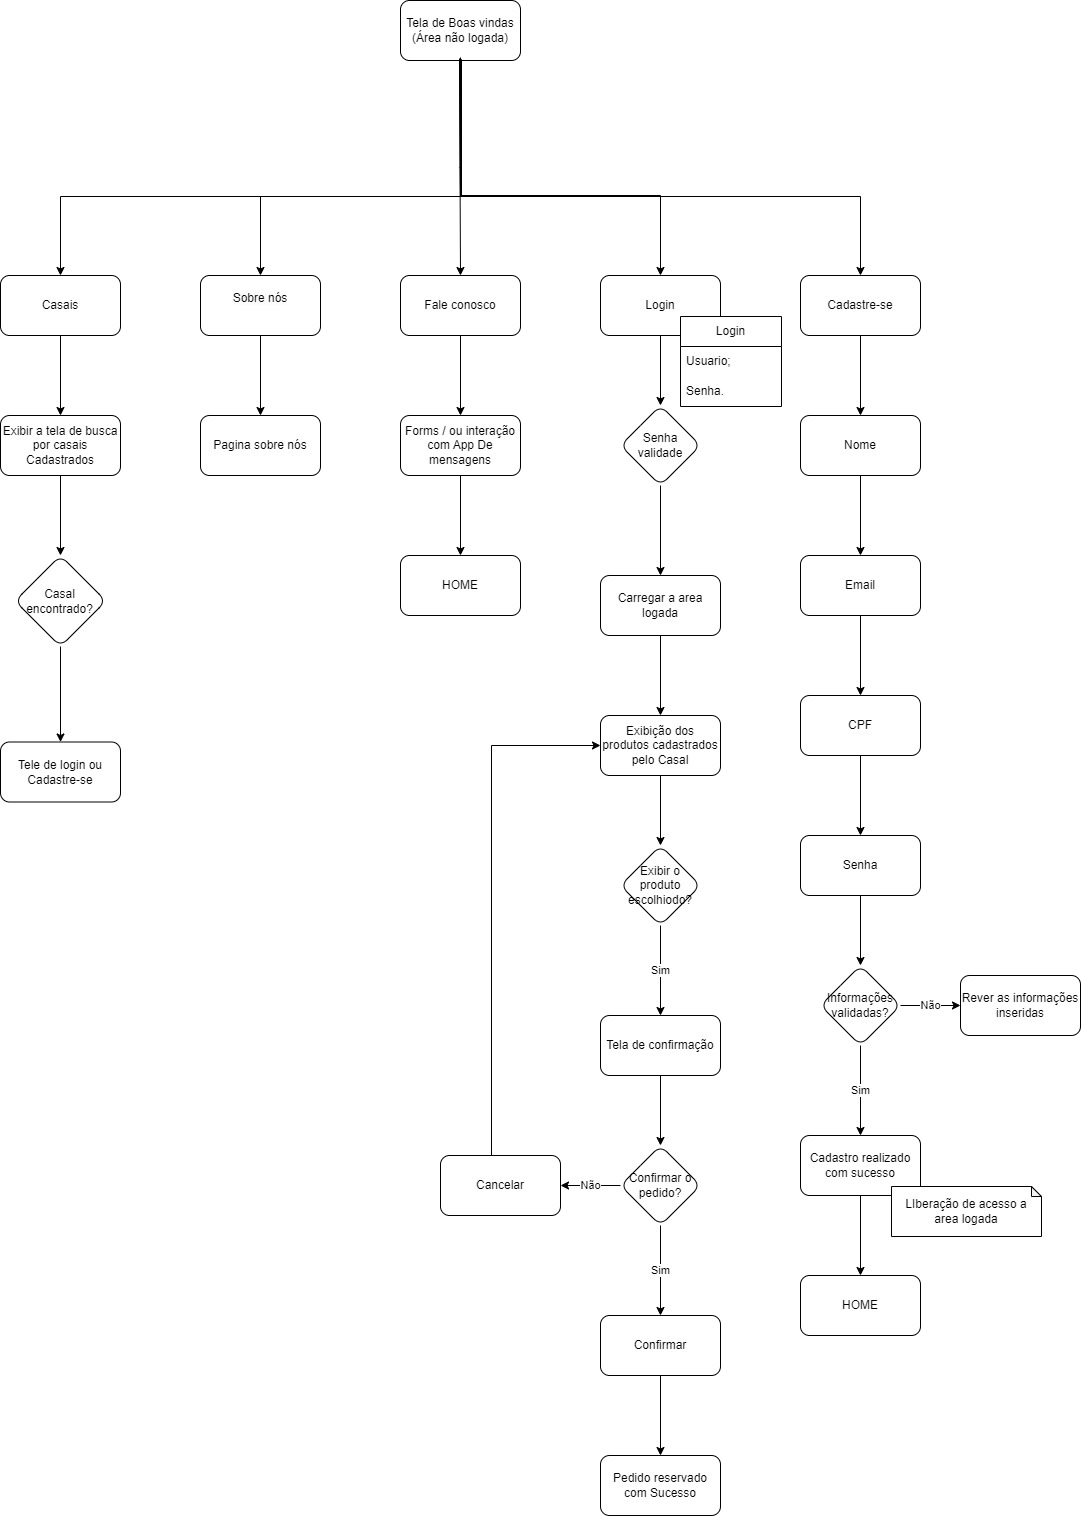 Tela de Boas vindas
(Área não logada)
Casais
Sobre nós
Fale conosco
Login
Cadastre-se
Login
Usuario;
Senha.
Exibir a tela de busca
por casais
Cadastrados
Pagina sobre nós
Forms / ou interação
com App De
mensagens
Senha
validade
Nome
Casal
encontrado?
HOME
Carregar a area
logada
Email
Tele de login ou
Cadastre-se
Exibição dos
produtos cadastrados
pelo Casal
CPF
Exibir o
produto
escolhiodo?
Senha
Sim
Informações
validadas?
Não
Rever as informações
inseridas
Tela de confirmação
Sim
Cancelar
Não
Confirmar o
pedido?
Cadastro realizado
com sucesso
LIberação de acesso a
area logada
Sim
HOME
Confirmar
Pedido reservado
com Sucesso